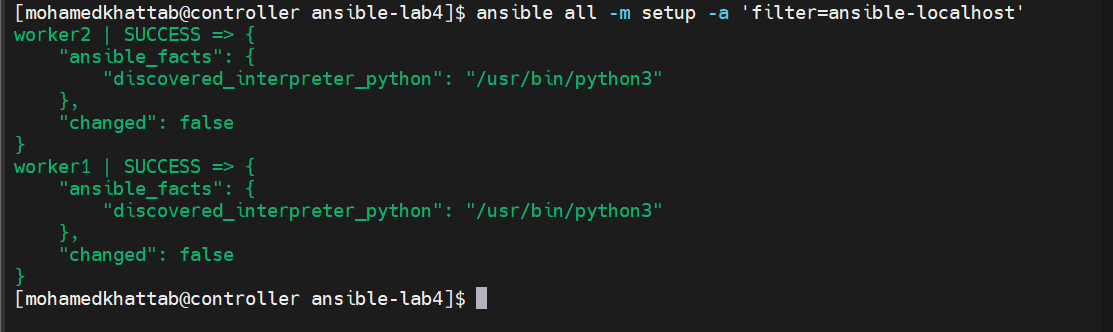 [mohamedkhattab@controller ansible-lab4]$ ansible all -m setup -a 'filter=ansible-localhost'
worker2 | SUCCESS => {
    "ansible_facts": {
        "discovered_interpreter_python": "/usr/bin/python3"
    },
    "changed": false
}
worker1 | SUCCESS => {
    "ansible_facts": {
        "discovered_interpreter_python": "/usr/bin/python3"
    },
    "changed": false
}
[mohamedkhattab@controller ansible-lab4]$